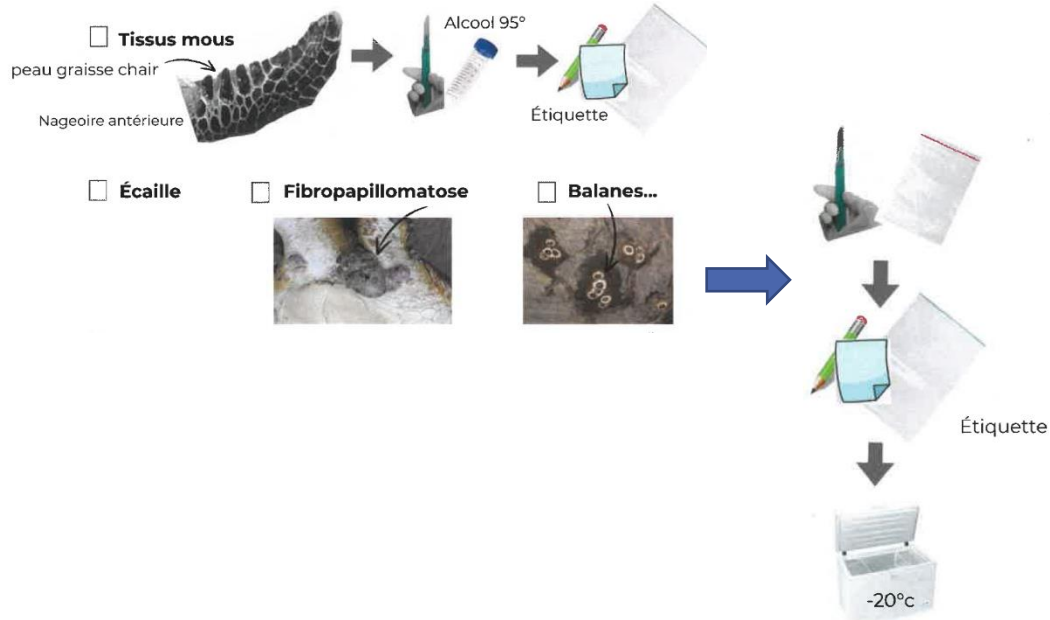 Tissus mous
peau graisse chair
Nageoire antérieure
Alcool 95°
Étiquette
Écaille
Fibropapillomatose
Balanes...
Étiquette
-20°c